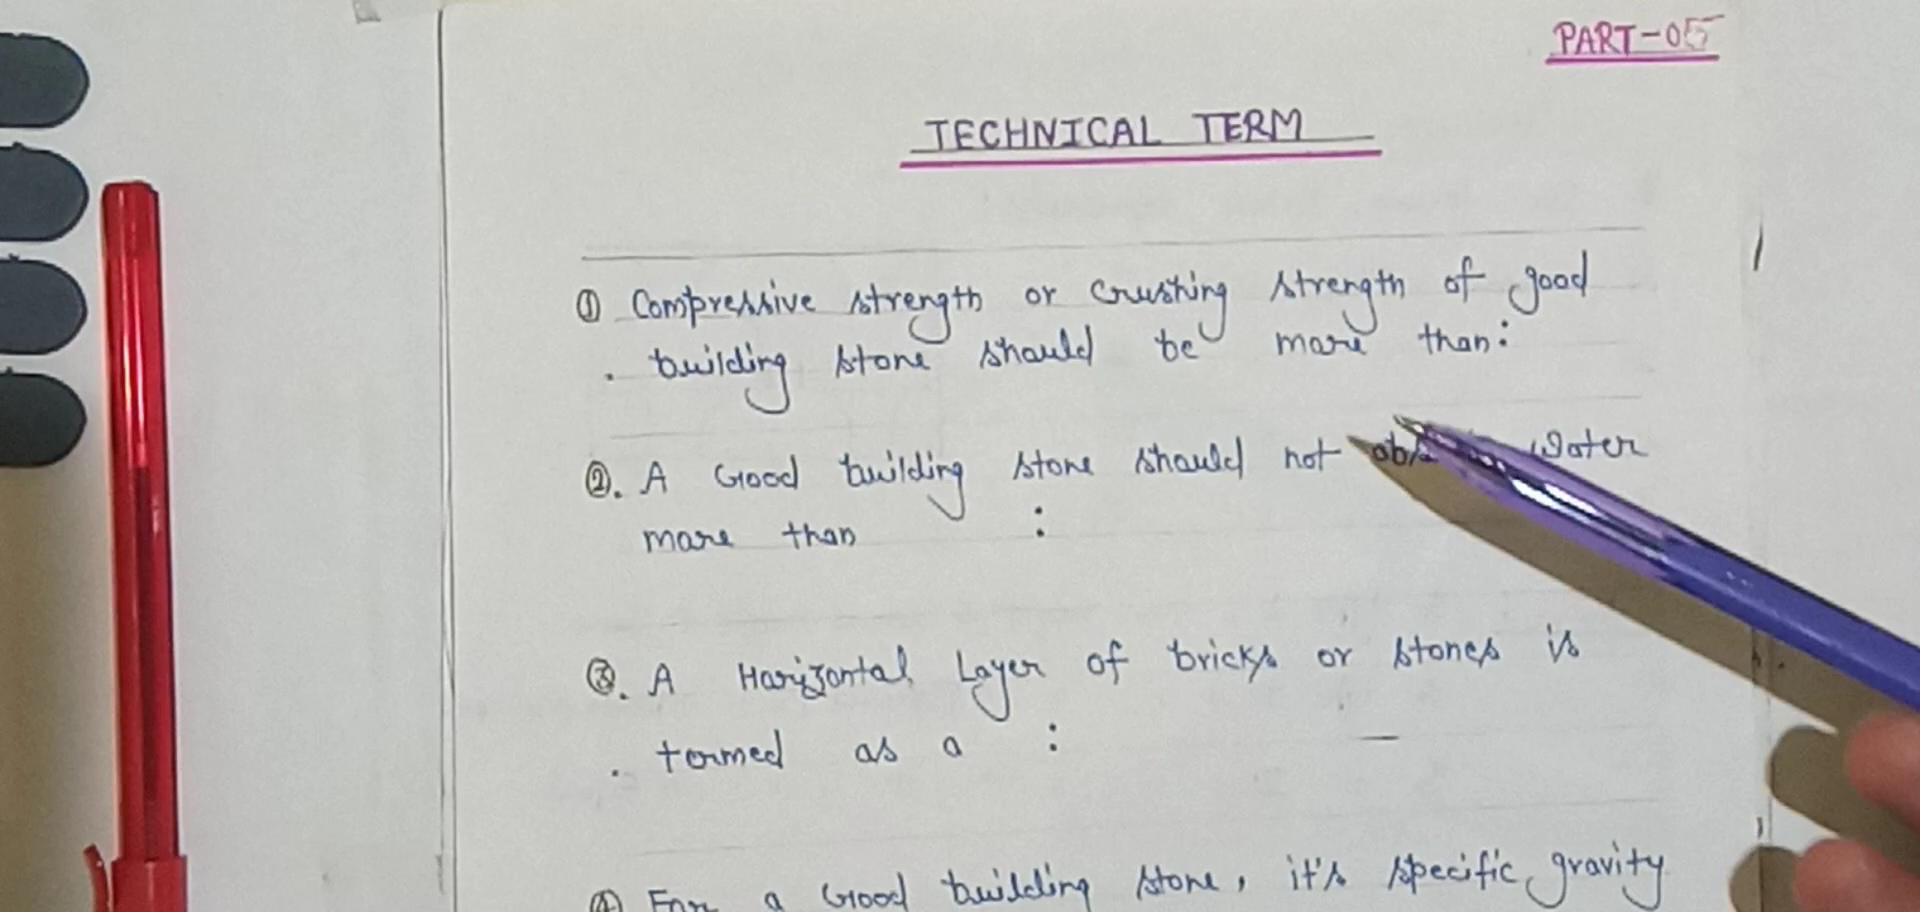 PART-05
TECHNICAL TERM
① Compressive strength or crushing strength of good
. building stone should be more than:
②. A Good building stone should not water
more than :
③. A Horizontal Layer of bricks or stones is
. termed as a : —
④ For a Good building stone, it's specific gravity